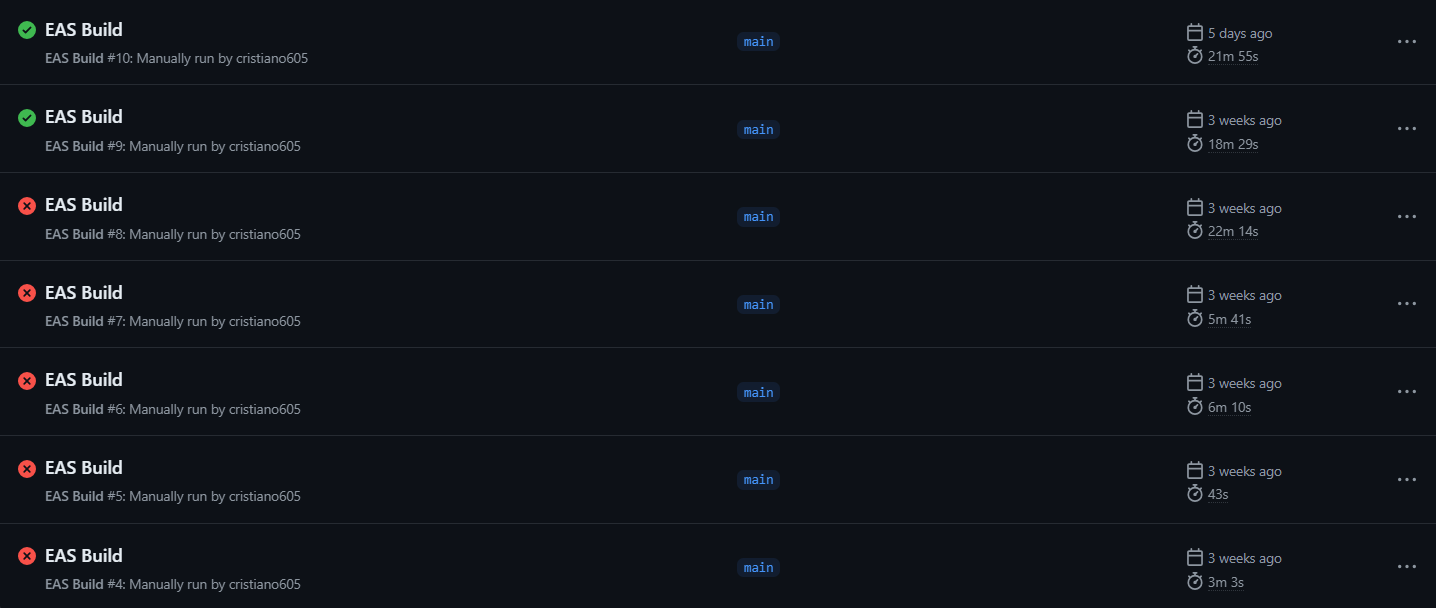 EAS Build
EAS Build #10: Manually run by cristiano605
main
5 days ago
21m 55s
EAS Build
EAS Build #9: Manually run by cristiano605
main
3 weeks ago
18m 29s
EAS Build
EAS Build #8: Manually run by cristiano605
main
3 weeks ago
22m 14s
EAS Build
EAS Build #7: Manually run by cristiano605
main
3 weeks ago
5m 41s
EAS Build
EAS Build #6: Manually run by cristiano605
main
3 weeks ago
6m 10s
EAS Build
EAS Build #5: Manually run by cristiano605
main
3 weeks ago
43s
EAS Build
EAS Build #4: Manually run by cristiano605
main
3 weeks ago
3m 3s